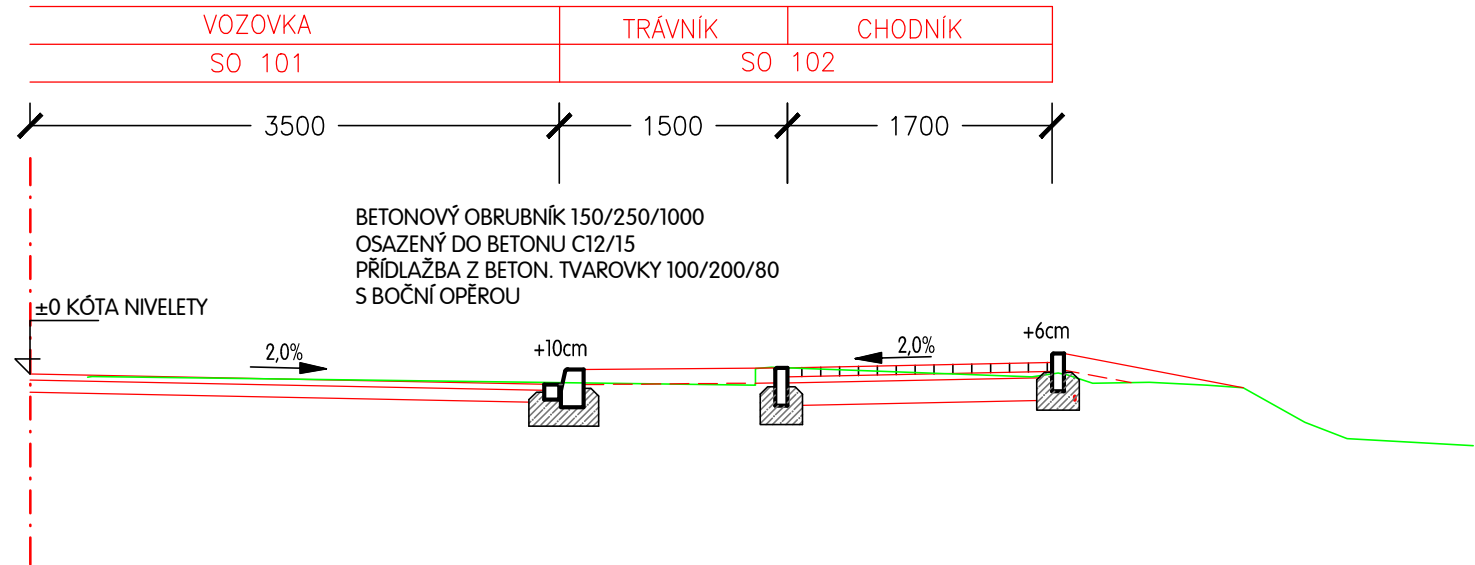 VOZOVKA TRÁVNÍK CHODNÍK
SO 101 SO 102
3500 1500 1700
BETONOVÝ OBRUBNÍK 150/250/1000
OSAZENÝ DO BETONU C12/15
PŘÍDLAŽBA Z BETON. TVAROVKY 100/200/80
S BOČNÍ OPĚROU
±0 KÓTA NIVELETY
2,0% +10cm 2,0% +6cm